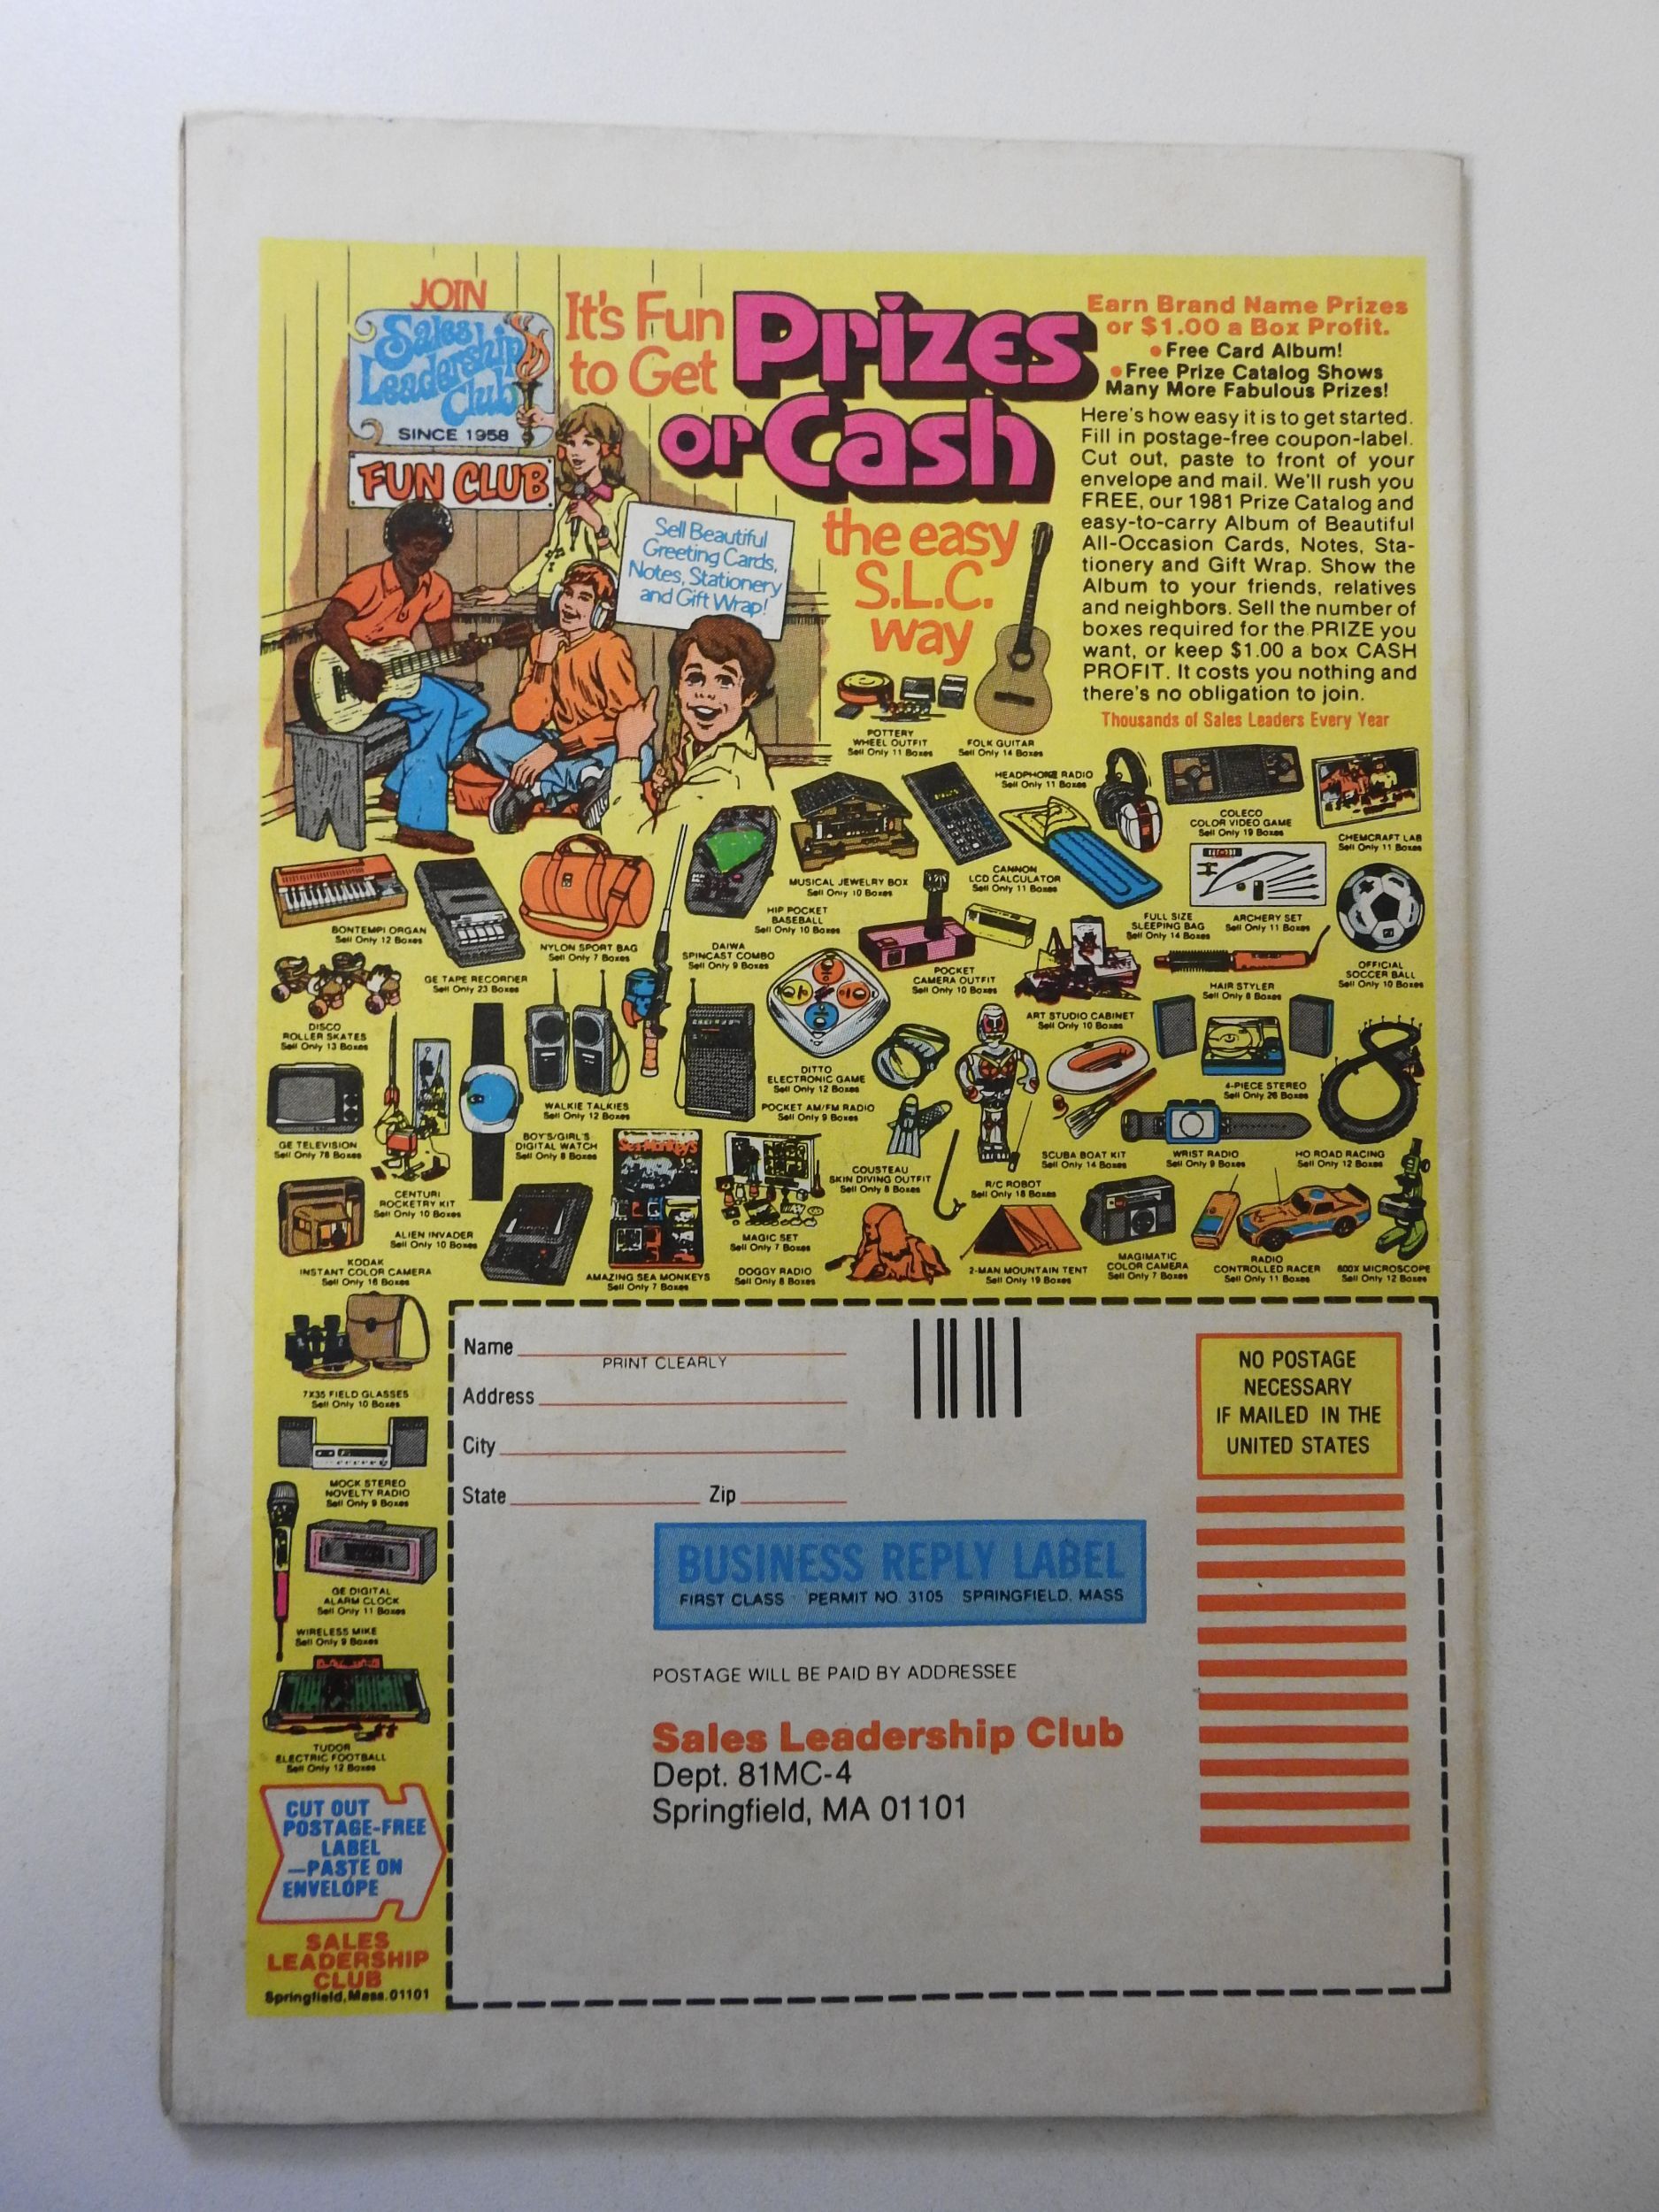 JOIN
Sales
Leadership
Club
SINCE 1958
FUN CLUB
It's Fun
to Get
Prizes
or Cash
the easy
S.L.C.
way
Sell Beautiful
Greeting Cards,
Notes, Stationery
and Gift Wrap!
Earn Brand Name Prizes
or $1.00 a Box Profit.
• Free Card Album!
• Free Prize Catalog Shows
Many More Fabulous Prizes!
Here's how easy it is to get started.
Fill in postage-free coupon-label.
Cut out, paste to front of your
envelope and mail. We'll rush you
FREE, our 1981 Prize Catalog and
easy-to-carry Album of Beautiful
All-Occasion Cards, Notes, Sta-
tionery and Gift Wrap. Show the
Album to your friends, relatives
and neighbors. Sell the number of
boxes required for the PRIZE you
want, or keep $1.00 a box CASH
PROFIT. It costs you nothing and
there's no obligation to join.
Thousands of Sales Leaders Every Year
POTTERY
WHEEL OUTFIT
Sell Only 11 Boxes
FOLK GUITAR
Sell Only 14 Boxes
HEADPHONE RADIO
Sell Only 11 Boxes
COLECO
COLOR VIDEO GAME
Sell Only 19 Boxes
CHEMCRAFT LAB
Sell Only 11 Boxes
BONTEMPI ORGAN
Sell Only 12 Boxes
GE TAPE RECORDER
Sell Only 23 Boxes
NYLON SPORT BAG
Sell Only 7 Boxes
MUSICAL JEWELRY BOX
Sell Only 10 Boxes
HIP POCKET
BASEBALL
Sell Only 10 Boxes
CANNON
LCD CALCULATOR
Sell Only 11 Boxes
FULL SIZE
SLEEPING BAG
Sell Only 14 Boxes
ARCHERY SET
Sell Only 11 Boxes
OFFICIAL
SOCCER BALL
Sell Only 10 Boxes
DAIWA
SPINCAST COMBO
Sell Only 9 Boxes
POCKET
CAMERA OUTFIT
Sell Only 10 Boxes
HAIR STYLER
Sell Only 8 Boxes
DISCO
ROLLER SKATES
Sell Only 13 Boxes
ART STUDIO CABINET
Sell Only 10 Boxes
DITTO
ELECTRONIC GAME
Sell Only 12 Boxes
4-PIECE STEREO
Sell Only 26 Boxes
WALKIE TALKIES
Sell Only 12 Boxes
POCKET AM/FM RADIO
Sell Only 9 Boxes
GE TELEVISION
Sell Only 78 Boxes
BOY'S/GIRL'S
DIGITAL WATCH
Sell Only 8 Boxes
Sea-Monkeys
COUSTEAU
SKIN DIVING OUTFIT
Sell Only 8 Boxes
SCUBA BOAT KIT
Sell Only 14 Boxes
WRIST RADIO
Sell Only 9 Boxes
HO ROAD RACING
Sell Only 12 Boxes
CENTURI
ROCKETRY KIT
Sell Only 10 Boxes
R/C ROBOT
Sell Only 18 Boxes
ALIEN INVADER
Sell Only 10 Boxes
MAGIC SET
Sell Only 7 Boxes
KODAK
INSTANT COLOR CAMERA
Sell Only 16 Boxes
AMAZING SEA MONKEYS
Sell Only 7 Boxes
DOGGY RADIO
Sell Only 8 Boxes
2-MAN MOUNTAIN TENT
Sell Only 19 Boxes
MAGIMATIC
COLOR CAMERA
Sell Only 7 Boxes
RADIO
CONTROLLED RACER
Sell Only 11 Boxes
600X MICROSCOPE
Sell Only 12 Boxes
7X35 FIELD GLASSES
Sell Only 10 Boxes
MOCK STEREO
NOVELTY RADIO
Sell Only 9 Boxes
GE DIGITAL
ALARM CLOCK
Sell Only 11 Boxes
WIRELESS MIKE
Sell Only 9 Boxes
TUDOR
ELECTRIC FOOTBALL
Sell Only 12 Boxes
CUT OUT
POSTAGE-FREE
LABEL
—PASTE ON
ENVELOPE
SALES
LEADERSHIP
CLUB
Springfield, Mass. 01101
Name
PRINT CLEARLY
Address
City
State Zip
NO POSTAGE
NECESSARY
IF MAILED IN THE
UNITED STATES
BUSINESS REPLY LABEL
FIRST CLASS PERMIT NO. 3105 SPRINGFIELD, MASS
POSTAGE WILL BE PAID BY ADDRESSEE
Sales Leadership Club
Dept. 81MC-4
Springfield, MA 01101